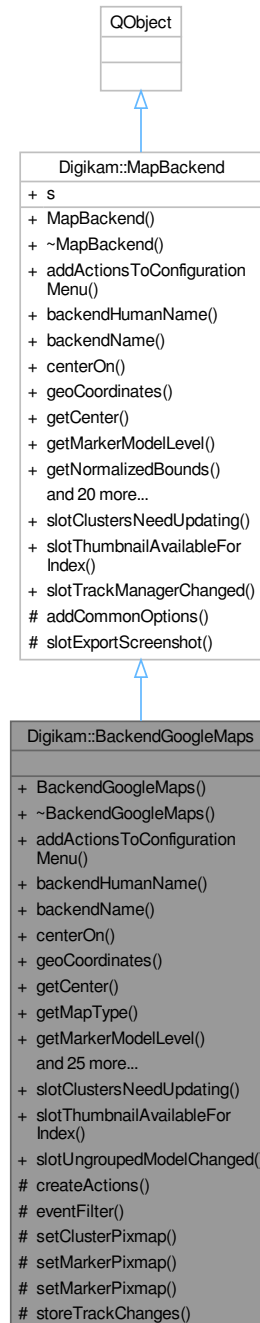 QObject
Digikam::MapBackend
+ s
+ MapBackend()
+ ~MapBackend()
+ addActionsToConfiguration
Menu()
+ backendHumanName()
+ backendName()
+ centerOn()
+ geoCoordinates()
+ getCenter()
+ getMarkerModelLevel()
+ getNormalizedBounds()
and 20 more...
+ slotClustersNeedUpdating()
+ slotThumbnailAvailableFor
Index()
+ slotTrackManagerChanged()
# addCommonOptions()
# slotExportScreenshot()
Digikam::BackendGoogleMaps
+ BackendGoogleMaps()
+ ~BackendGoogleMaps()
+ addActionsToConfiguration
Menu()
+ backendHumanName()
+ backendName()
+ centerOn()
+ geoCoordinates()
+ getCenter()
+ getMapType()
+ getMarkerModelLevel()
and 25 more...
+ slotClustersNeedUpdating()
+ slotThumbnailAvailableFor
Index()
+ slotUngroupedModelChanged(
# createActions()
# eventFilter()
# setClusterPixmap()
# setMarkerPixmap()
# setMarkerPixmap()
# storeTrackChanges()